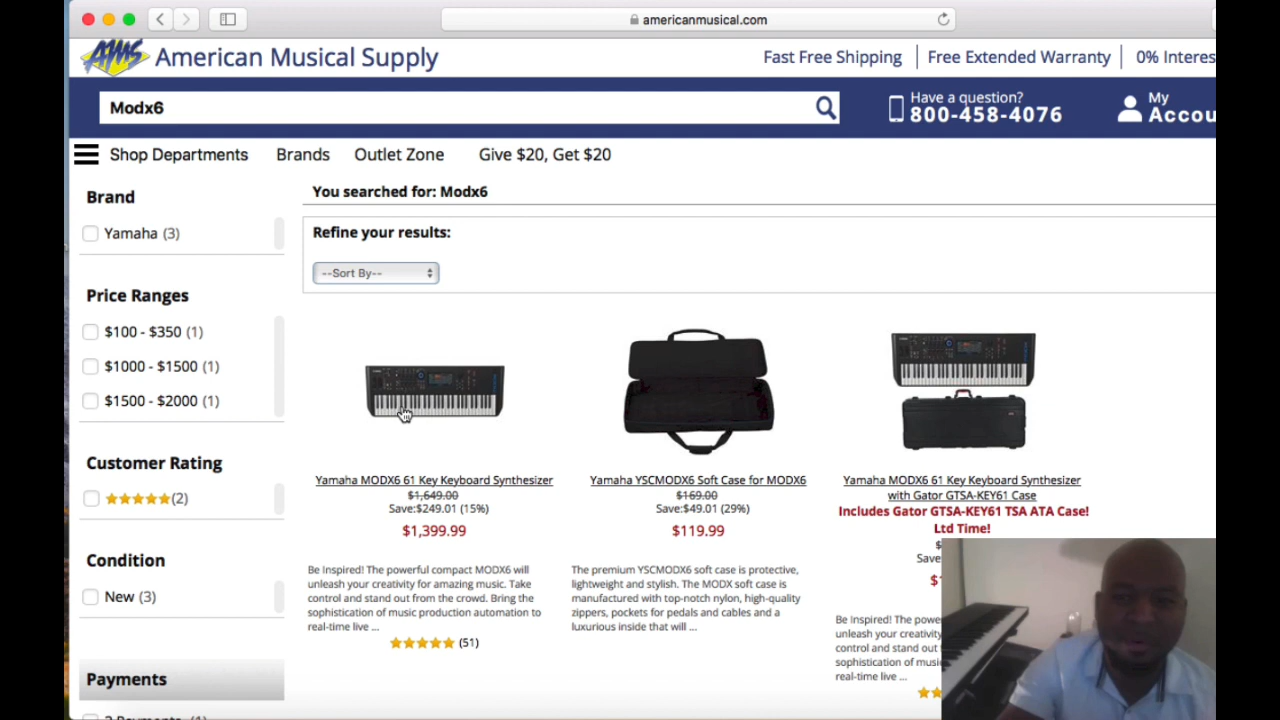 americanmusical.com
AMS American Musical Supply
Fast Free Shipping
Free Extended Warranty
0%
Modx6
Have a question?
800-458-4076
My
Shop Departments
Brands
Outlet Zone
Give $20, Get $20
Brand
Yamaha (3)
Price Ranges
$100 - $350 (1)
$1000 - $1500 (1)
$1500 - $2000 (1)
Customer Rating
(2)
Condition
New (3)
Payments
You searched for: Modx6
Refine your results:
--Sort By--
Yamaha MODX6 61 Key Keyboard Synthesizer
$1,649.00
Save:$249.01 (15%)
$1,399.99
Be Inspired! The powerful compact MODX6 will
unleash your creativity for amazing music. Take
control and stand out from the crowd. Bring the
sophistication of music production automation to
real-time live ...
(51)
Yamaha YSCMODX6 Soft Case for MODX6
$169.00
Save:$49.01 (29%)
$119.99
The premium YSCMODX6 soft case is protective,
lightweight and stylish. The MODX soft case is
manufactured with top-notch nylon, high-quality
zippers, pockets for pedals and cables and a
luxurious inside that will ...
Yamaha MODX6 61 Key Keyboard Synthesizer
with Gator GTSA-KEY61 Case
Includes Gator GTSA-KEY61 TSA ATA Case!
Ltd Time!
Save
Be Inspired! The
unleash your creativity
control and stand out
sophistication of
real-time live ...